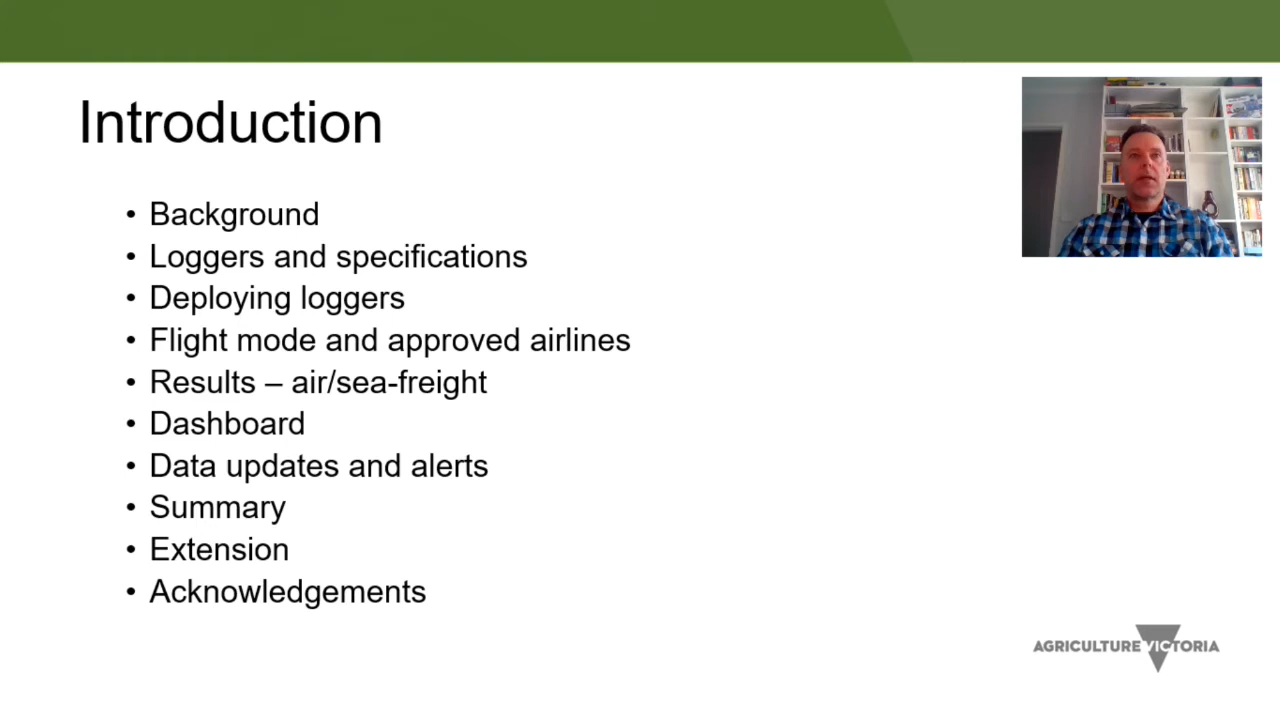 Introduction
• Background
• Loggers and specifications
• Deploying loggers
• Flight mode and approved airlines
• Results – air/sea-freight
• Dashboard
• Data updates and alerts
• Summary
• Extension
• Acknowledgements
AGRICULTURE VICTORIA